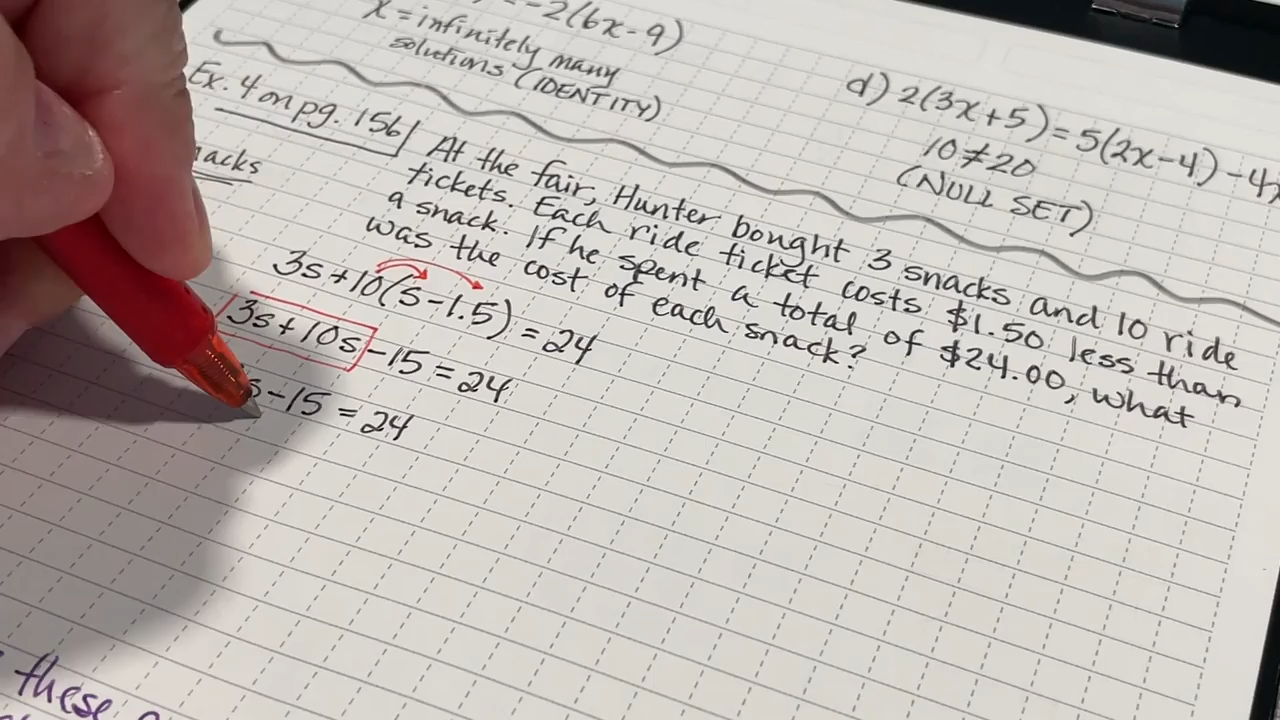 = -2(6x-9)
x = infinitely many
solutions (IDENTITY)
d) 2(3x+5) = 5(2x-4) - 4x
10 ≠ 20
(NULL SET)
Ex. 4 on pg. 156
At the fair, Hunter bought 3 snacks and 10 ride
tickets. Each ride ticket costs $1.50 less than
a snack. If he spent a total of $24.00, what
was the cost of each snack?
3s+10(s-1.5) = 24
3s+10s-15 = 24
s-15 = 24
these